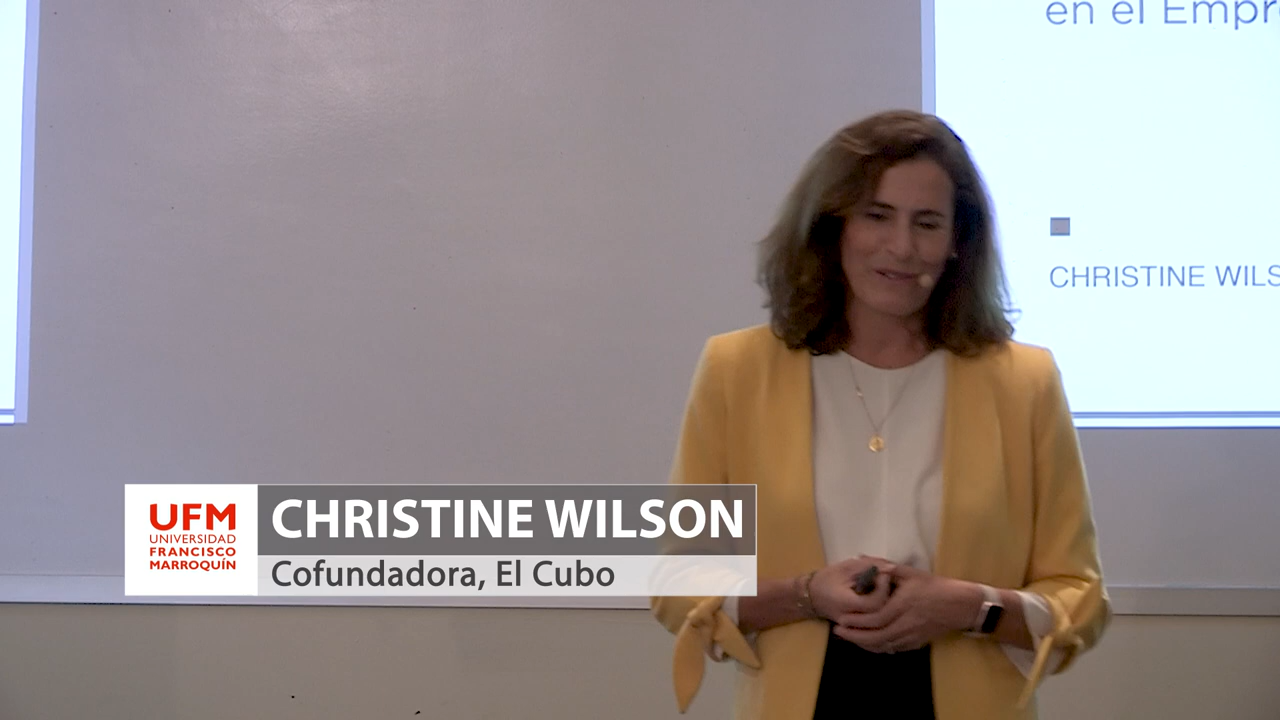 en el Empr
CHRISTINE WILS
UFM
UNIVERSIDAD
FRANCISCO
MARROQUÍN
CHRISTINE WILSON
Cofundadora, El Cubo